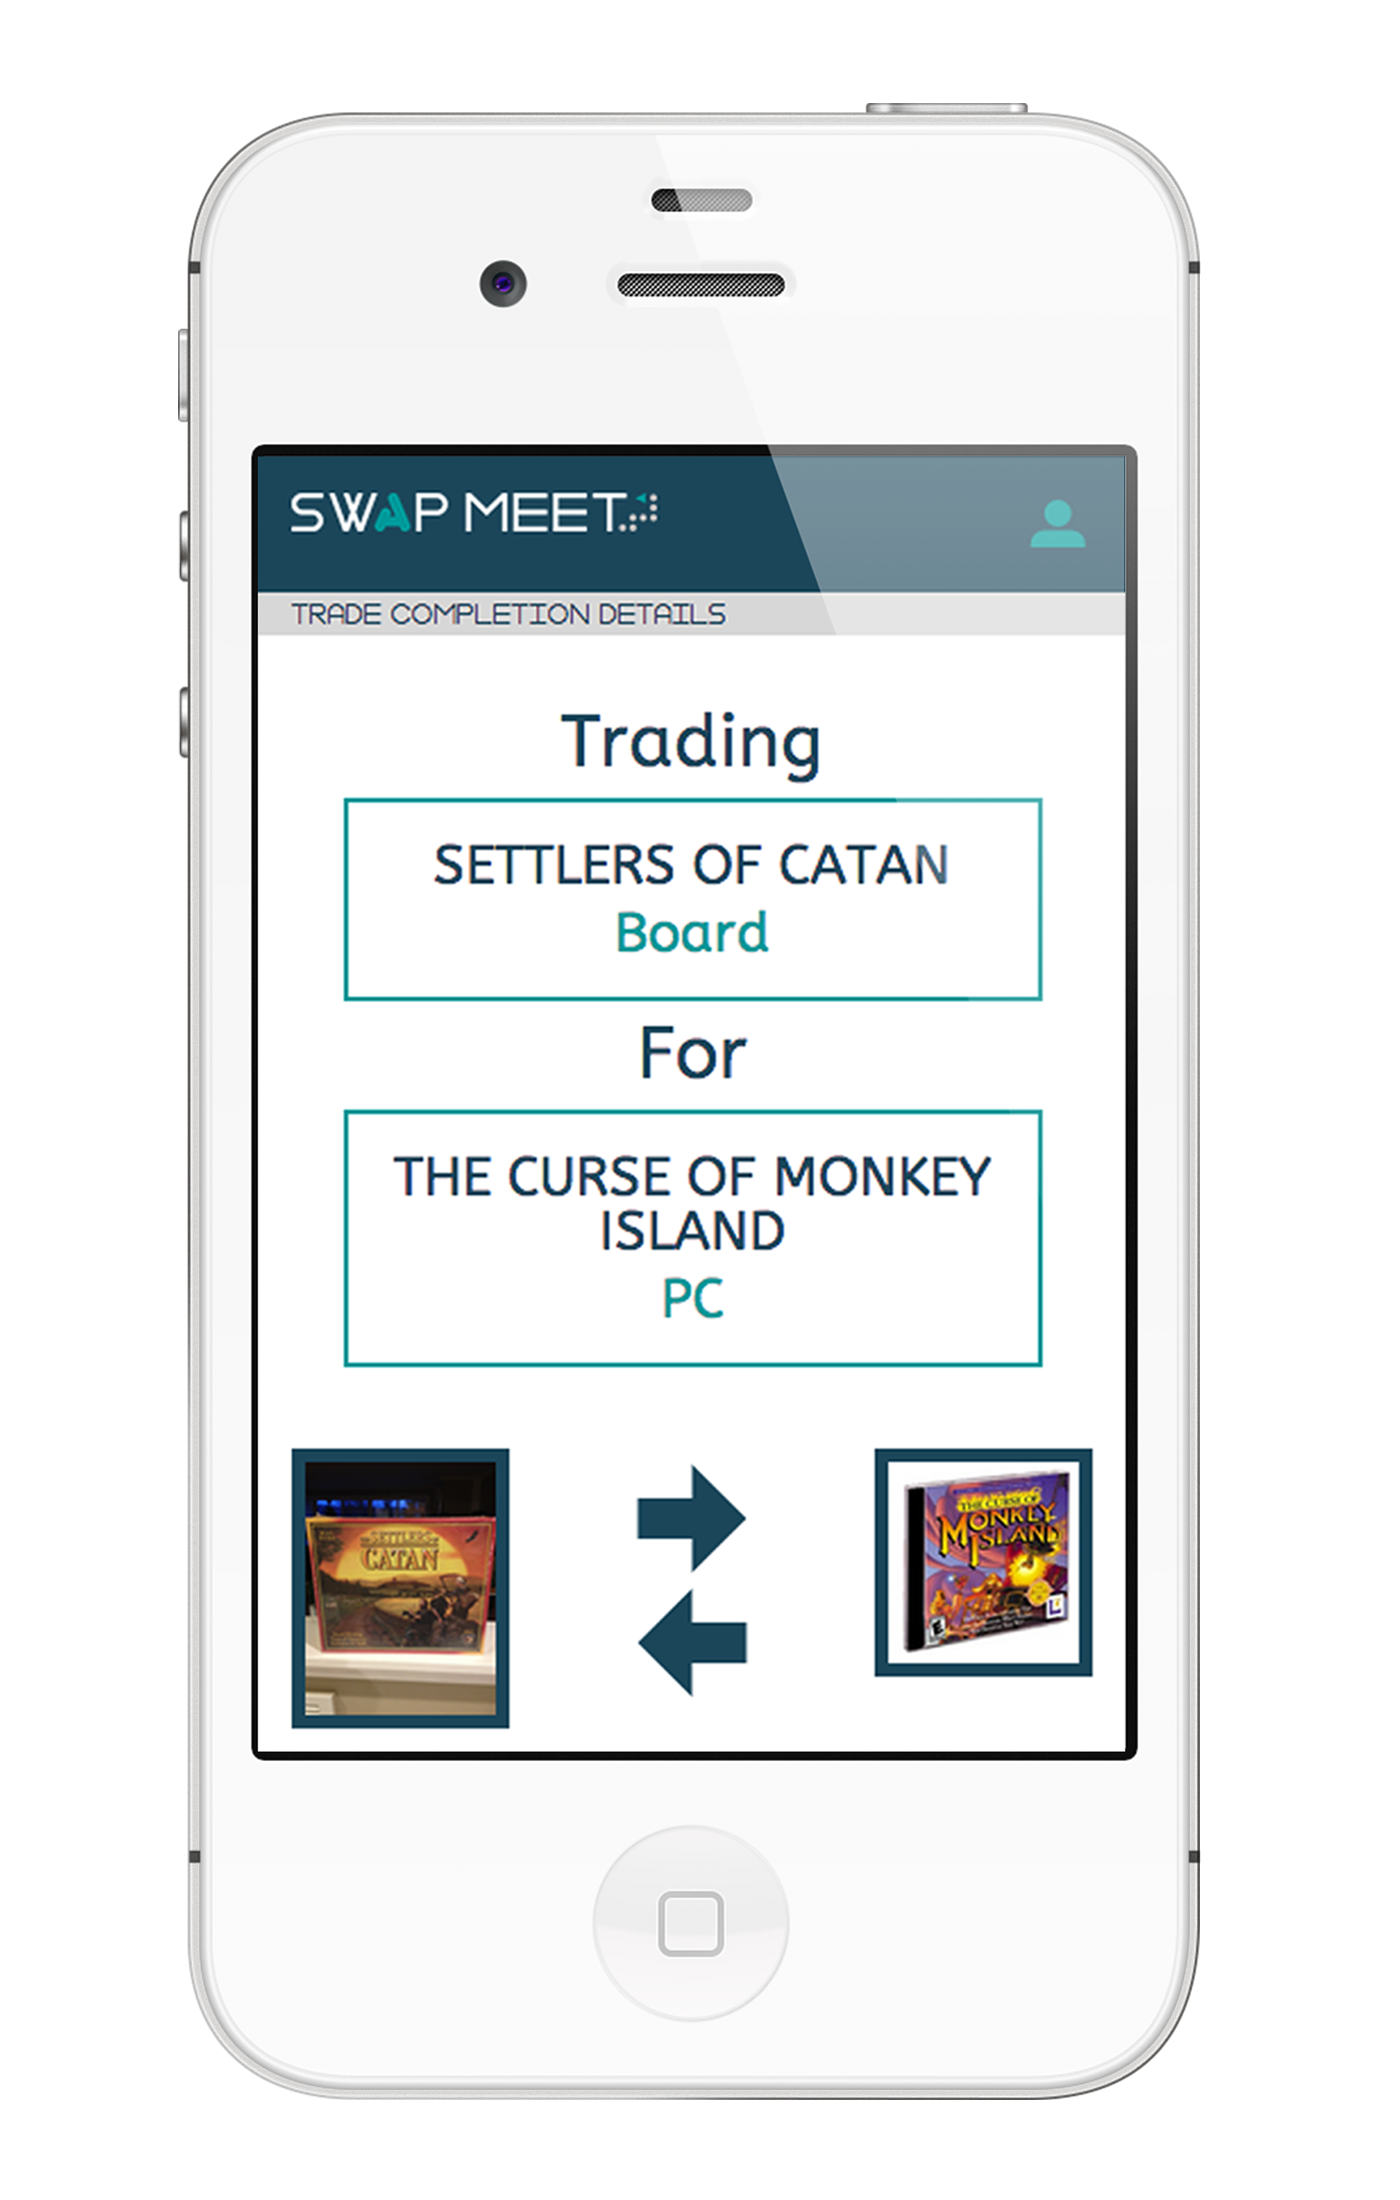 SWAP MEET
TRADE COMPLETION DETAILS
Trading
SETTLERS OF CATAN
Board
For
THE CURSE OF MONKEY
ISLAND
PC
SETTLERS
CATAN
THE CURSE OF
MONKEY
ISLAND
E